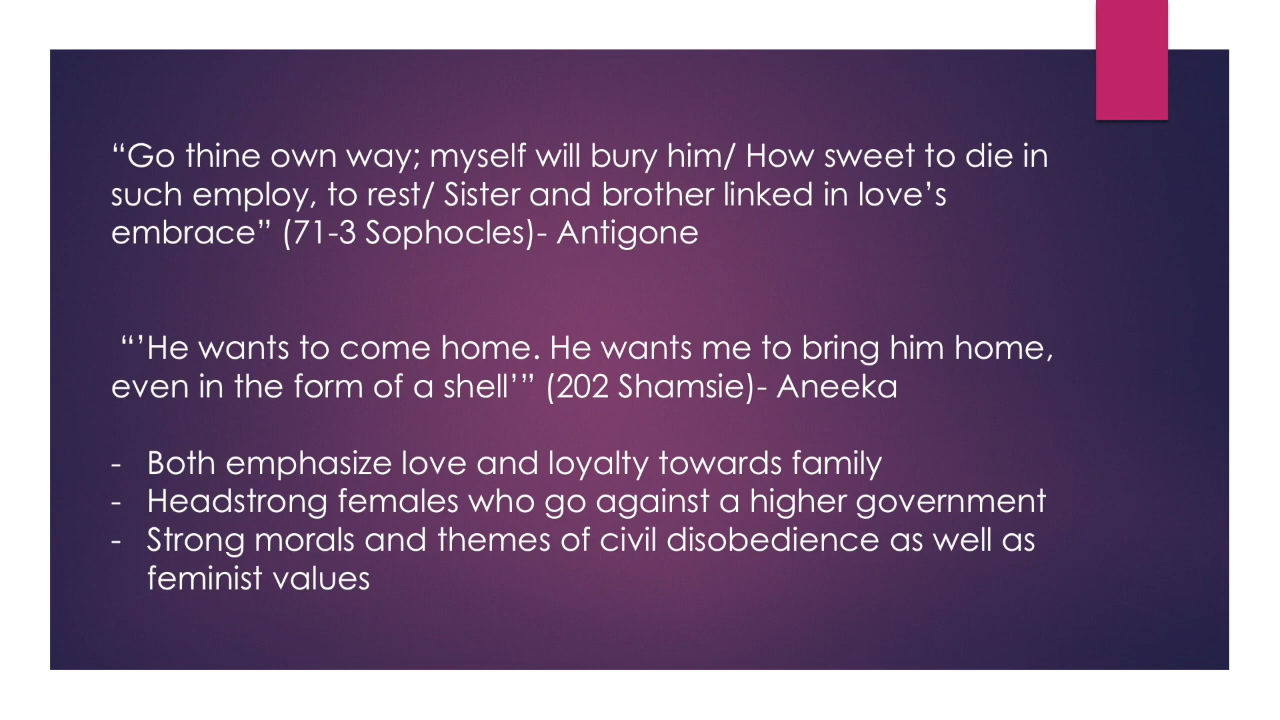 “Go thine own way; myself will bury him/ How sweet to die in
such employ, to rest/ Sister and brother linked in love’s
embrace” (71-3 Sophocles)- Antigone
“’He wants to come home. He wants me to bring him home,
even in the form of a shell’” (202 Shamsie)- Aneeka
- Both emphasize love and loyalty towards family
- Headstrong females who go against a higher government
- Strong morals and themes of civil disobedience as well as
feminist values